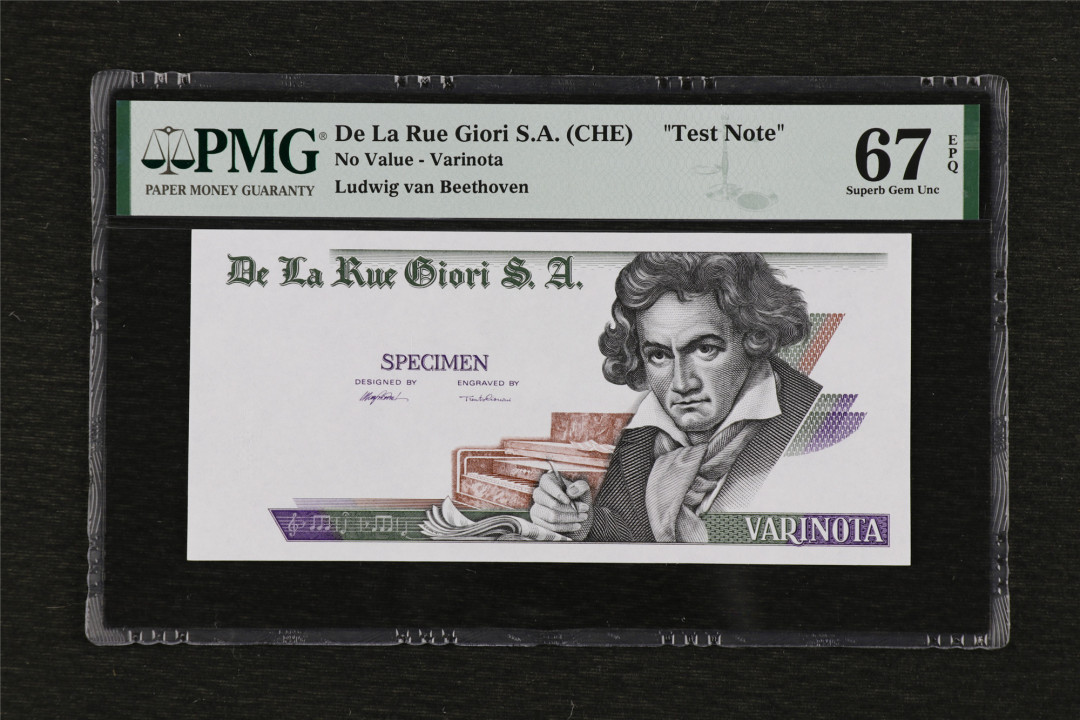 PMG®
PAPER MONEY GUARANTY
De La Rue Giori S.A. (CHE) "Test Note"
No Value - Varinota
Ludwig van Beethoven
67
EPQ
Superb Gem Unc
De La Rue Giori S. A.
SPECIMEN
DESIGNED BY ENGRAVED BY
VARINOTA